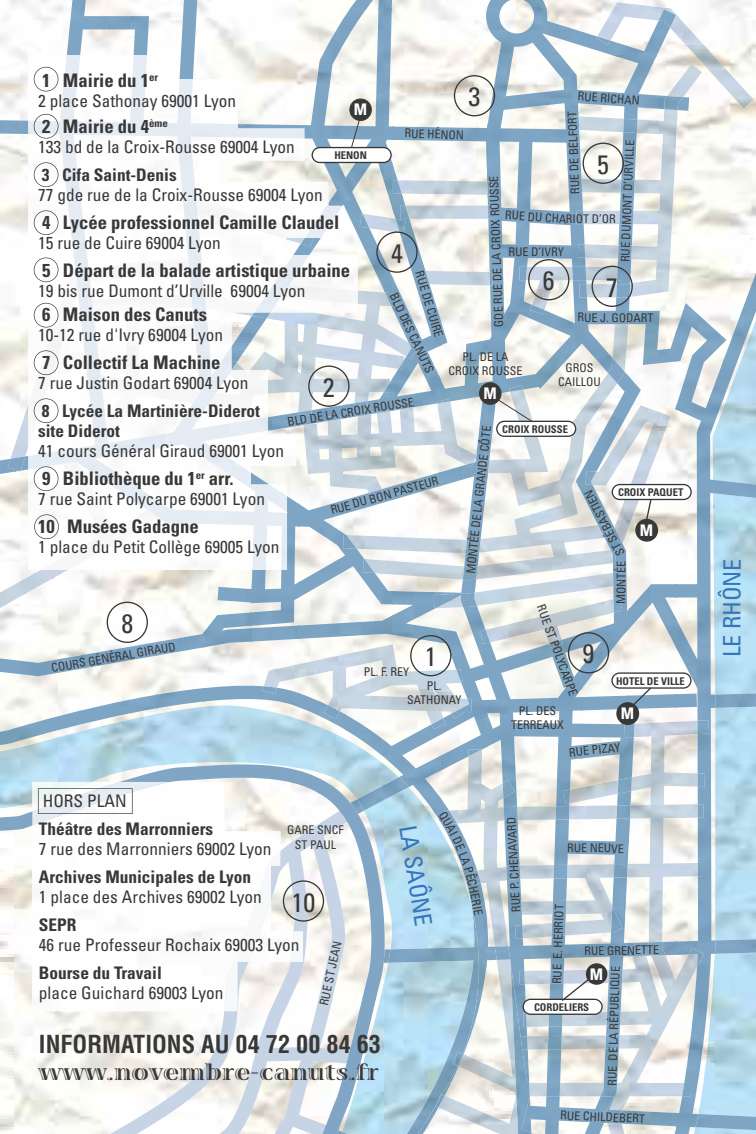 1 Mairie du 1er
2 place Sathonay 69001 Lyon
2 Mairie du 4ème
133 bd de la Croix-Rousse 69004 Lyon
3 Cifa Saint-Denis
77 gde rue de la Croix-Rousse 69004 Lyon
4 Lycée professionnel Camille Claudel
15 rue de Cuire 69004 Lyon
5 Départ de la balade artistique urbaine
19 bis rue Dumont d’Urville 69004 Lyon
6 Maison des Canuts
10-12 rue d'Ivry 69004 Lyon
7 Collectif La Machine
7 rue Justin Godart 69004 Lyon
8 Lycée La Martinière-Diderot
site Diderot
41 cours Général Giraud 69001 Lyon
9 Bibliothèque du 1er arr.
7 rue Saint Polycarpe 69001 Lyon
10 Musées Gadagne
1 place du Petit Collège 69005 Lyon
HORS PLAN
Théâtre des Marronniers
7 rue des Marronniers 69002 Lyon
Archives Municipales de Lyon
1 place des Archives 69002 Lyon
SEPR
46 rue Professeur Rochaix 69003 Lyon
Bourse du Travail
place Guichard 69003 Lyon
INFORMATIONS AU 04 72 00 84 63
www.novembre-canuts.fr
3
RUE RICHAN
M
HENON
RUE HÉNON
RUE DE BELFORT
5
RUE DUMONT D'URVILLE
GDE RUE DE LA CROIX ROUSSE
RUE DU CHARIOT D'OR
4
RUE D'IVRY
6
7
RUE DE CUIRE
BLD DES CANUTS
RUE J. GODART
PL. DE LA
CROIX ROUSSE
GROS
CAILLOU
2
BLD DE LA CROIX ROUSSE
M
CROIX ROUSSE
MONTÉE DE LA GRANDE CÔTE
RUE DU BON PASTEUR
CROIX PAQUET
M
MONTÉE ST SÉBASTIEN
LE RHÔNE
8
COURS GÉNÉRAL GIRAUD
RUE ST POLYCARPE
1
9
PL. F. REY
PL.
SATHONAY
HOTEL DE VILLE
M
PL. DES
TERREAUX
RUE PIZAY
GARE SNCF
ST PAUL
LA SAÔNE
QUAI DE LA PÊCHERIE
RUE P. CHENAVARD
RUE NEUVE
10
RUE ST JEAN
RUE E. HERRIOT
RUE GRENETTE
M
CORDELIERS
RUE DE LA RÉPUBLIQUE
RUE CHILDEBERT